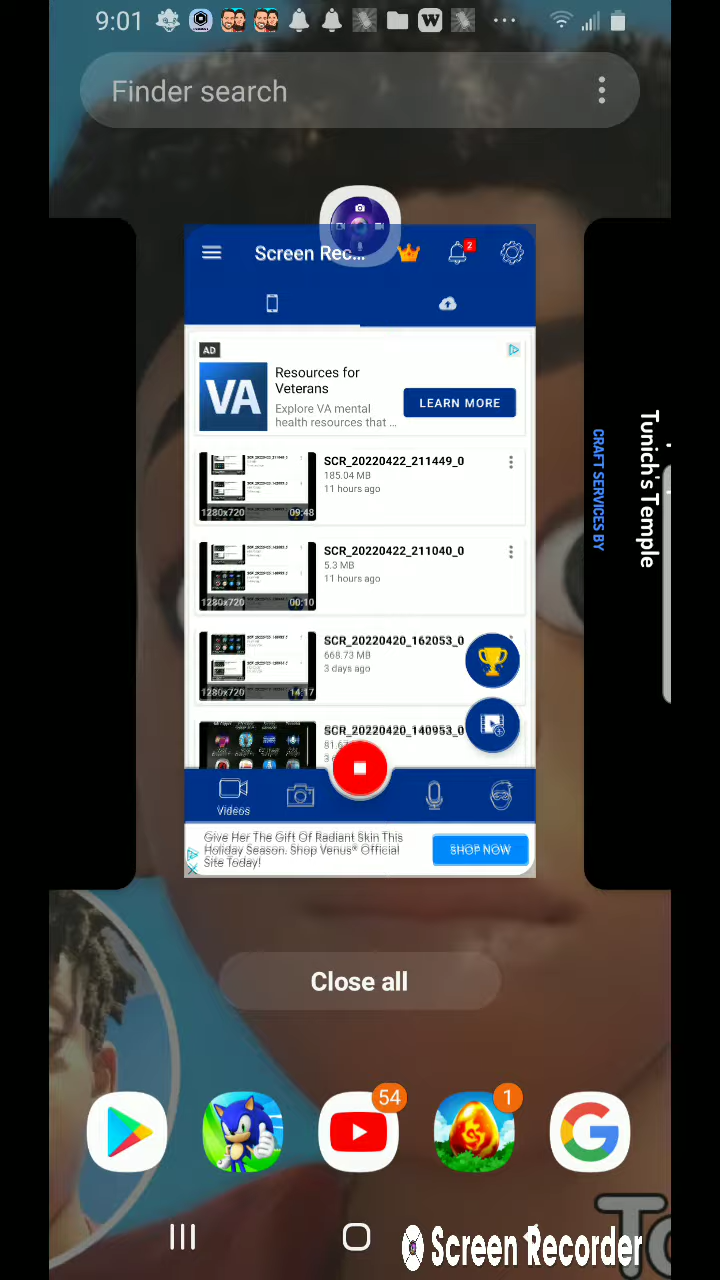 9:01
W
Finder search
Screen Rec...
2
AD
Resources for
Veterans
Explore VA mental
health resources that ...
VA
LEARN MORE
SCR_20220422_211449_0
185.04 MB
11 hours ago
1280x720 09:48
SCR_20220422_211040_0
5.3 MB
11 hours ago
1280x720 00:10
SCR_20220420_162053_0
668.73 MB
3 days ago
1280x720 14:17
SCR_20220420_140953_0
Videos
Give Her The Gift Of Radiant Skin This
Holiday Season. Shop Venus® Official
Site Today!
SHOP NOW
Tunich's Temple
CRAFT SERVICES BY
Close all
54
1
G
Screen Recorder